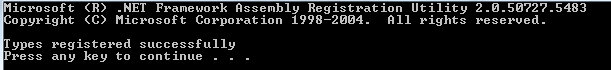 Microsoft (R) .NET Framework Assembly Registration Utility 2.0.50727.5483
Copyright (C) Microsoft Corporation 1998-2004.  All rights reserved.

Types registered successfully
Press any key to continue . . .